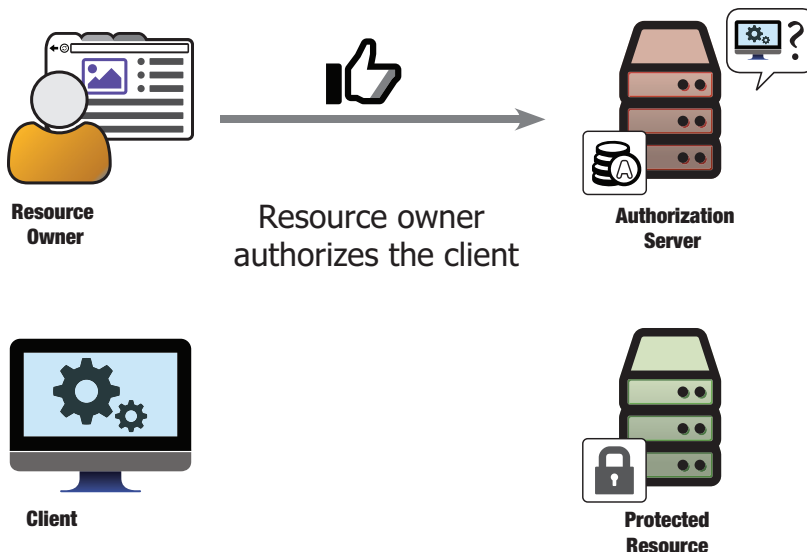 ?
A
Resource
Owner
Resource owner
authorizes the client
Authorization
Server
Client
Protected
Resource